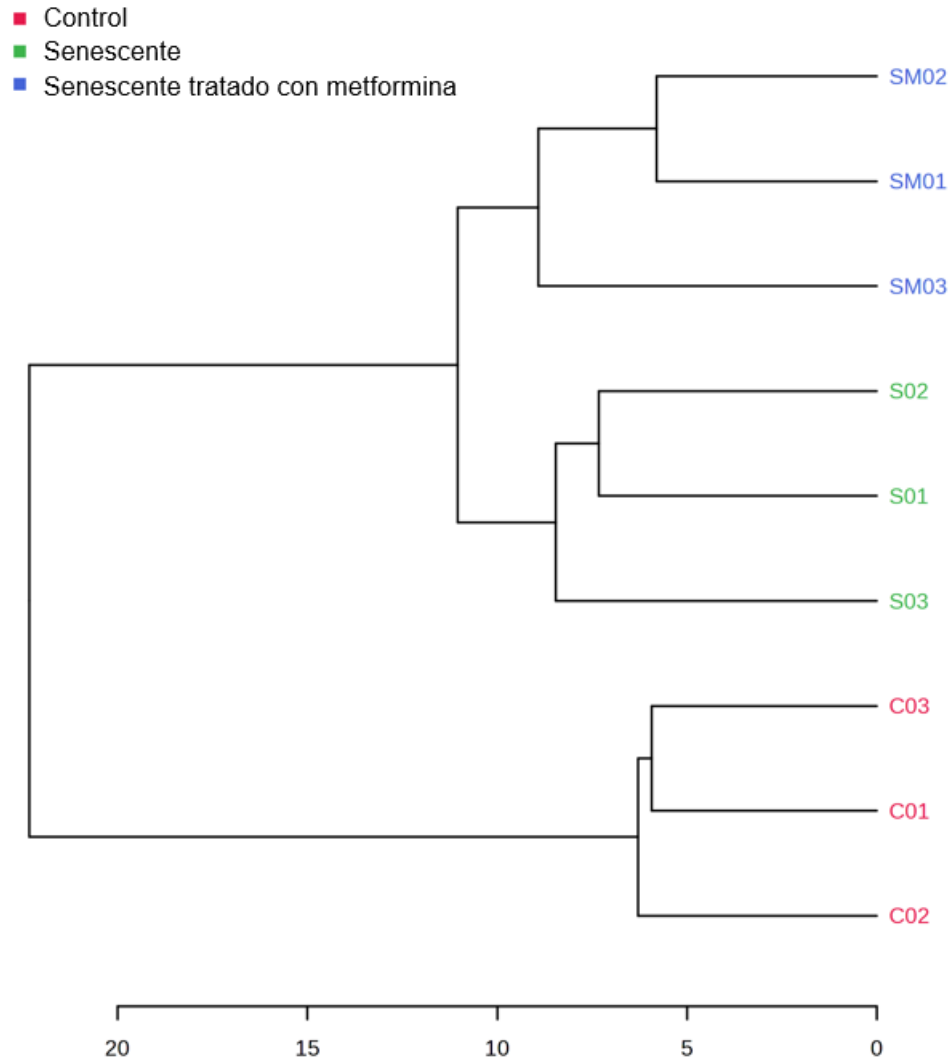 Control
Senescente
Senescente tratado con metformina
SM02
SM01
SM03
S02
S01
S03
C03
C01
C02
20 15 10 5 0